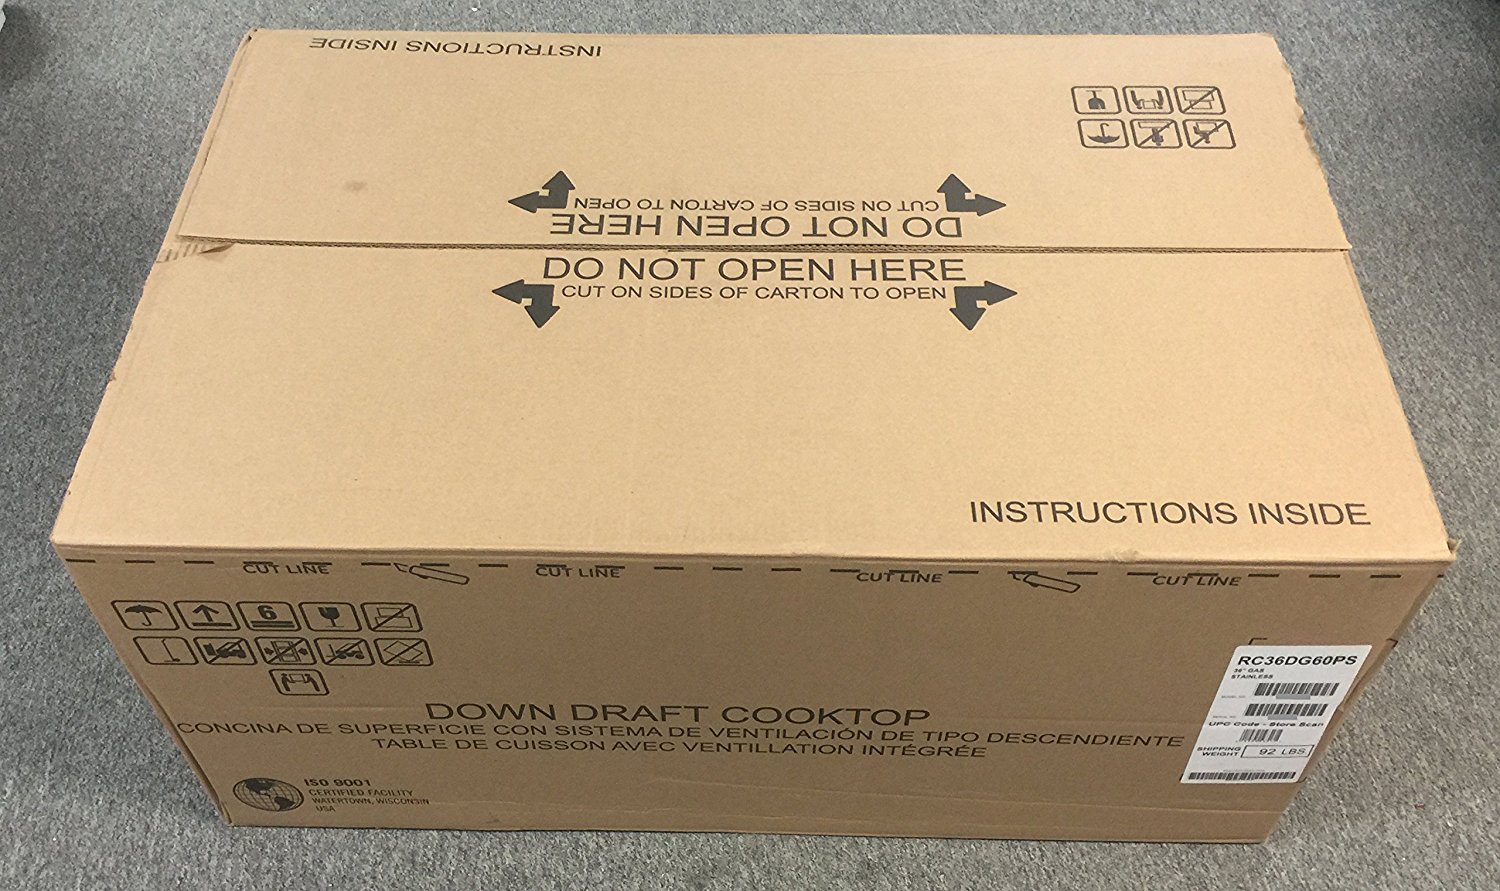 INSTRUCTIONS INSIDE
CUT ON SIDES OF CARTON TO OPEN
DO NOT OPEN HERE
DO NOT OPEN HERE
CUT ON SIDES OF CARTON TO OPEN
INSTRUCTIONS INSIDE
CUT LINE CUT LINE CUT LINE CUT LINE
6
RC36DG60PS
36" GAS
STAINLESS
UPC Code - Store Scan
SHIPPING WEIGHT 92 LBS
DOWN DRAFT COOKTOP
CONCINA DE SUPERFICIE CON SISTEMA DE VENTILACIÓN DE TIPO DESCENDIENTE
TABLE DE CUISSON AVEC VENTILLATION INTÉGRÉE
ISO 9001
CERTIFIED FACILITY
WATERTOWN, WISCONSIN
USA